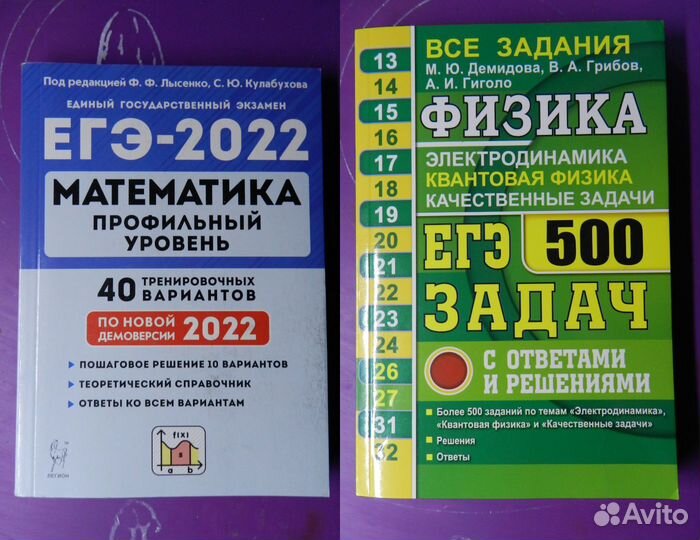 Под редакцией Ф. Ф. Лысенко, С. Ю. Кулабухова
ЕДИНЫЙ ГОСУДАРСТВЕННЫЙ ЭКЗАМЕН
ЕГЭ-2022
МАТЕМАТИКА
ПРОФИЛЬНЫЙ
УРОВЕНЬ
40 ТРЕНИРОВОЧНЫХ
ВАРИАНТОВ
ПО НОВОЙ
ДЕМОВЕРСИИ 2022
• ПОШАГОВОЕ РЕШЕНИЕ 10 ВАРИАНТОВ
• ТЕОРЕТИЧЕСКИЙ СПРАВОЧНИК
• ОТВЕТЫ КО ВСЕМ ВАРИАНТАМ
f(x)
a b
ЛЕГИОН
13
14
15
16
17
18
19
20
21
22
23
24
26
27
31
32
ВСЕ ЗАДАНИЯ
М. Ю. Демидова, В. А. Грибов,
А. И. Гиголо
ФИЗИКА
ЭЛЕКТРОДИНАМИКА
КВАНТОВАЯ ФИЗИКА
КАЧЕСТВЕННЫЕ ЗАДАЧИ
ЕГЭ 500
ЗАДАЧ
С ОТВЕТАМИ
И РЕШЕНИЯМИ
Более 500 заданий по темам «Электродинамика»,
«Квантовая физика» и «Качественные задачи»
Решения
Ответы
Avito